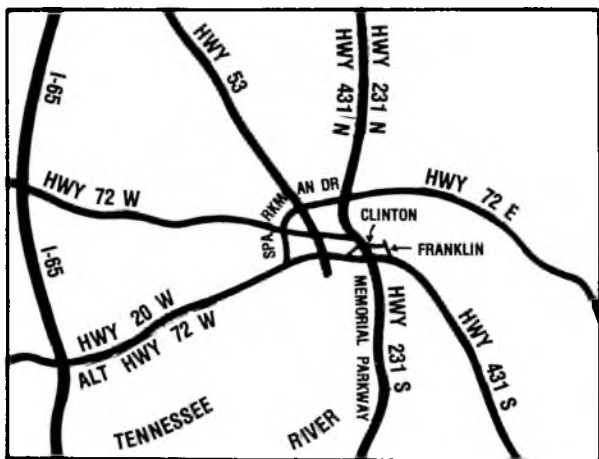 I-65
HWY 53
HWY 431/N
HWY 231 N
HWY 72 W
SPARKMAN DR
HWY 72 E
CLINTON
FRANKLIN
I-65
HWY 20 W
ALT HWY 72 W
MEMORIAL PARKWAY
HWY 231 S
HWY 431 S
TENNESSEE RIVER